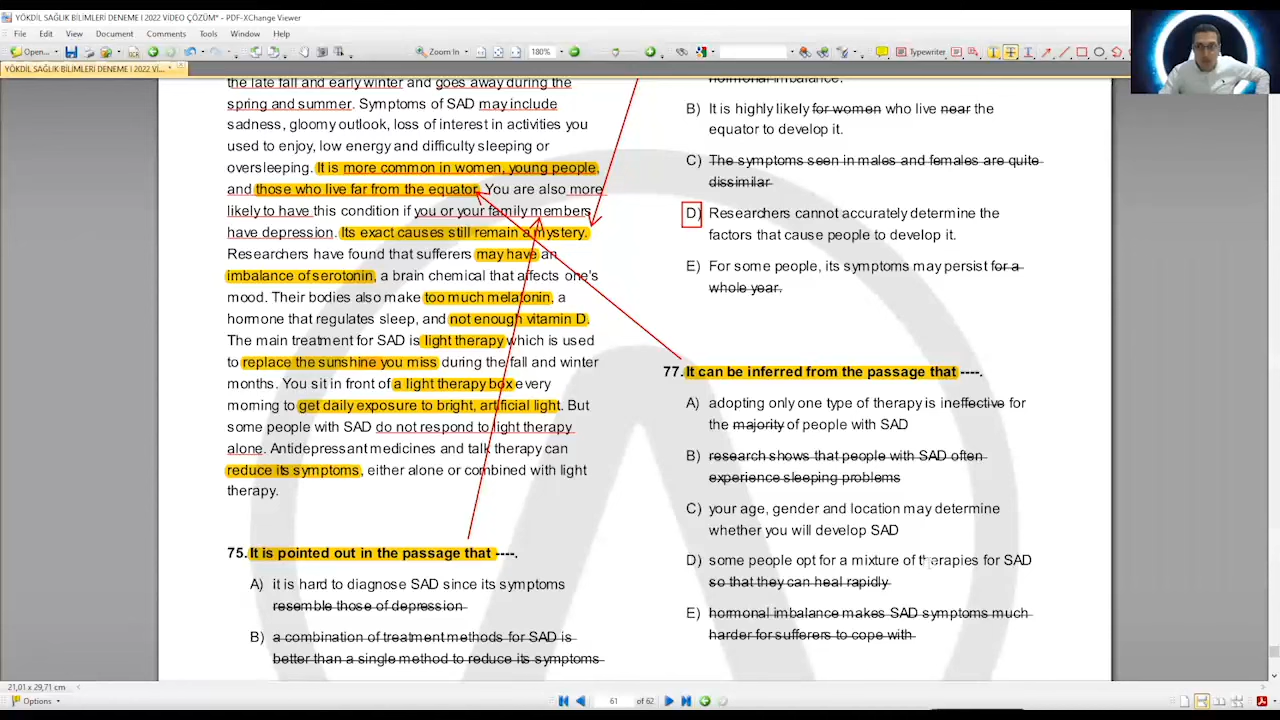 YÖKDİL SAĞLIK BİLİMLERİ DENEME I 2022 VİDEO ÇÖZÜM* - PDF-XChange Viewer
File Edit View Document Comments Tools Window Help
Open... Zoom In 180% Typewriter
YÖKDİL SAĞLIK BİLİMLERİ DENEME I 2022 Vİ... *
the late fall and early winter and goes away during the
spring and summer. Symptoms of SAD may include
sadness, gloomy outlook, loss of interest in activities you
used to enjoy, low energy and difficulty sleeping or
oversleeping. It is more common in women, young people,
and those who live far from the equator. You are also more
likely to have this condition if you or your family members
have depression. Its exact causes still remain a mystery.
Researchers have found that sufferers may have an
imbalance of serotonin, a brain chemical that affects one's
mood. Their bodies also make too much melatonin, a
hormone that regulates sleep, and not enough vitamin D.
The main treatment for SAD is light therapy which is used
to replace the sunshine you miss during the fall and winter
months. You sit in front of a light therapy box every
morning to get daily exposure to bright, artificial light. But
some people with SAD do not respond to light therapy
alone. Antidepressant medicines and talk therapy can
reduce its symptoms, either alone or combined with light
therapy.
75. It is pointed out in the passage that ----.
A) it is hard to diagnose SAD since its symptoms
resemble those of depression
B) a combination of treatment methods for SAD is
better than a single method to reduce its symptoms
hormonal imbalance.
B) It is highly likely for women who live near the
equator to develop it.
C) The symptoms seen in males and females are quite
dissimilar
D) Researchers cannot accurately determine the
factors that cause people to develop it.
E) For some people, its symptoms may persist for a
whole year.
77. It can be inferred from the passage that ----.
A) adopting only one type of therapy is ineffective for
the majority of people with SAD
B) research shows that people with SAD often
experience sleeping problems
C) your age, gender and location may determine
whether you will develop SAD
D) some people opt for a mixture of therapies for SAD
so that they can heal rapidly
E) hormonal imbalance makes SAD symptoms much
harder for sufferers to cope with
21,01 x 29,71 cm
Options 61 of 62